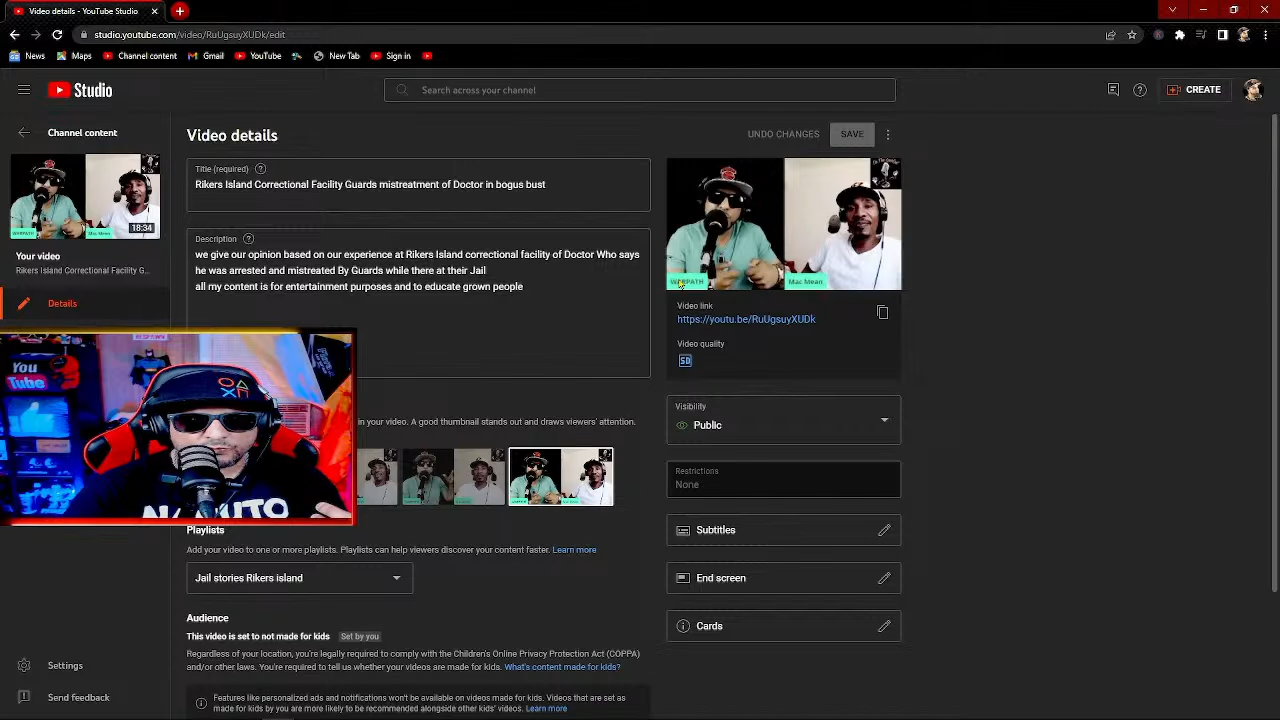 Video details - YouTube Studio
studio.youtube.com/video/RuUgsuyXUDk/edit
News
Maps
Channel content
Gmail
YouTube
New Tab
Sign in
Studio
Search across your channel
CREATE
Channel content
Video details
UNDO CHANGES
SAVE
Title (required)
Rikers Island Correctional Facility Guards mistreatment of Doctor in bogus bust
18:34
Your video
Rikers Island Correctional Facility G...
Details
Description
we give our opinion based on our experience at Rikers Island correctional facility of Doctor Who says
he was arrested and mistreated By Guards while there at their Jail
all my content is for entertainment purposes and to educate grown people
WARPATH
Mac Mean
Video link
https://youtu.be/RuUgsuyXUDk
Video quality
SD
Visibility
Public
Restrictions
None
Subtitles
End screen
Cards
You
Tube
in your video. A good thumbnail stands out and draws viewers' attention.
Playlists
Add your video to one or more playlists. Playlists can help viewers discover your content faster. Learn more
Jail stories Rikers island
Audience
This video is set to not made for kids
Set by you
Regardless of your location, you're legally required to comply with the Children's Online Privacy Protection Act (COPPA)
and/or other laws. You're required to tell us whether your videos are made for kids. What's content made for kids?
Features like personalized ads and notifications won't be available on videos made for kids. Videos that are set as
made for kids by you are more likely to be recommended alongside other kids' videos. Learn more
Settings
Send feedback